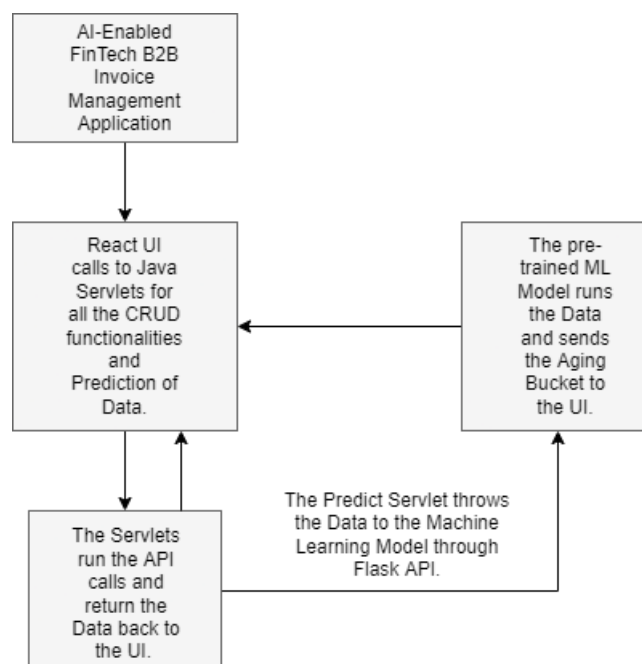 AI-Enabled
FinTech B2B
Invoice
Management
Application
React UI
calls to Java
Servlets for
all the CRUD
functionalities
and
Prediction of
Data.
The pre-
trained ML
Model runs
the Data
and sends
the Aging
Bucket to
the UI.
The Predict Servlet throws
the Data to the Machine
Learning Model through
Flask API.
The Servlets
run the API
calls and
return the
Data back to
the UI.